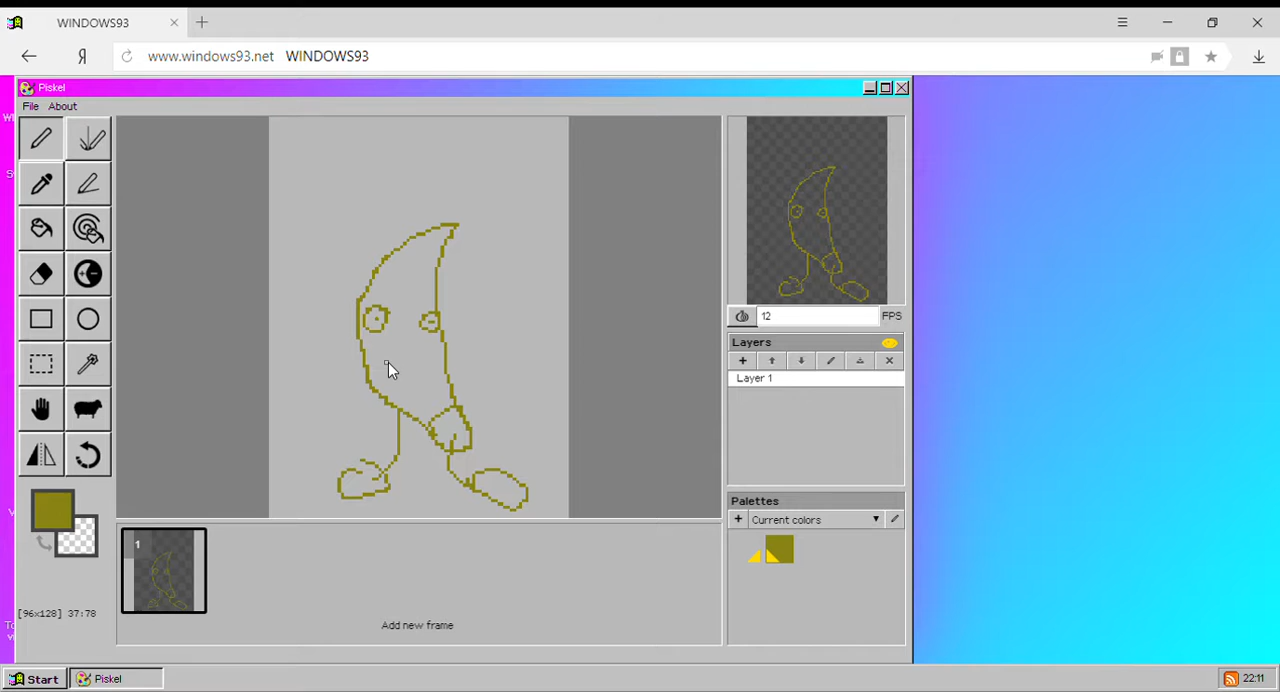 WINDOWS93
Я www.windows93.net WINDOWS93
Piskel
File About
12 FPS
Layers
Layer 1
Palettes
Current colors
1
Add new frame
[96x128] 37:78
Start Piskel 22:11